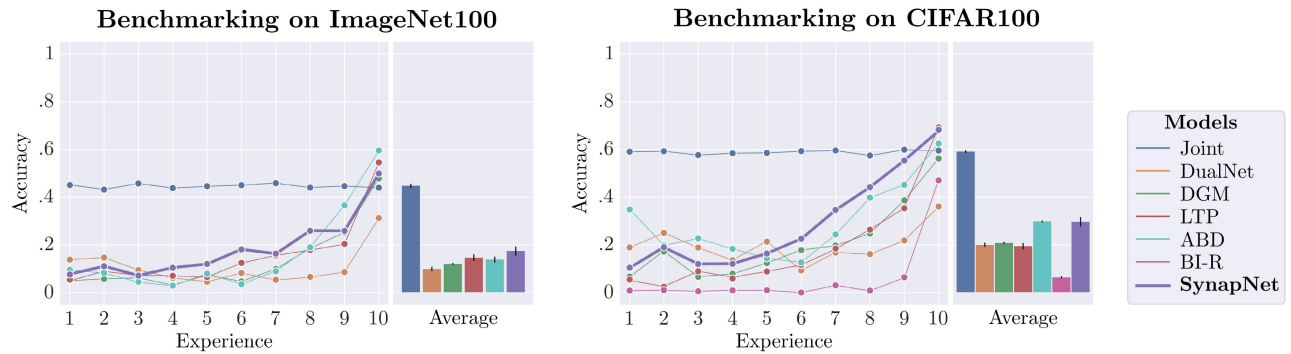 Benchmarking on ImageNet100
Accuracy
1
.8
.6
.4
.2
0
1 2 3 4 5 6 7 8 9 10
Experience
Average
Benchmarking on CIFAR100
Accuracy
1
.8
.6
.4
.2
0
1 2 3 4 5 6 7 8 9 10
Experience
Average
Models
Joint
DualNet
DGM
LTP
ABD
BI-R
SynapNet